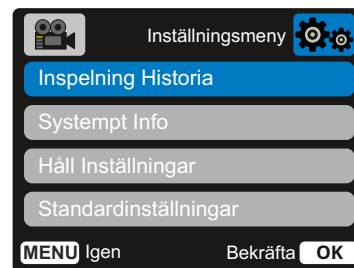 Inställningsmeny
Inspelning Historia
Systempt Info
Håll Inställningar
Standardinställningar
MENU Igen Bekräfta OK